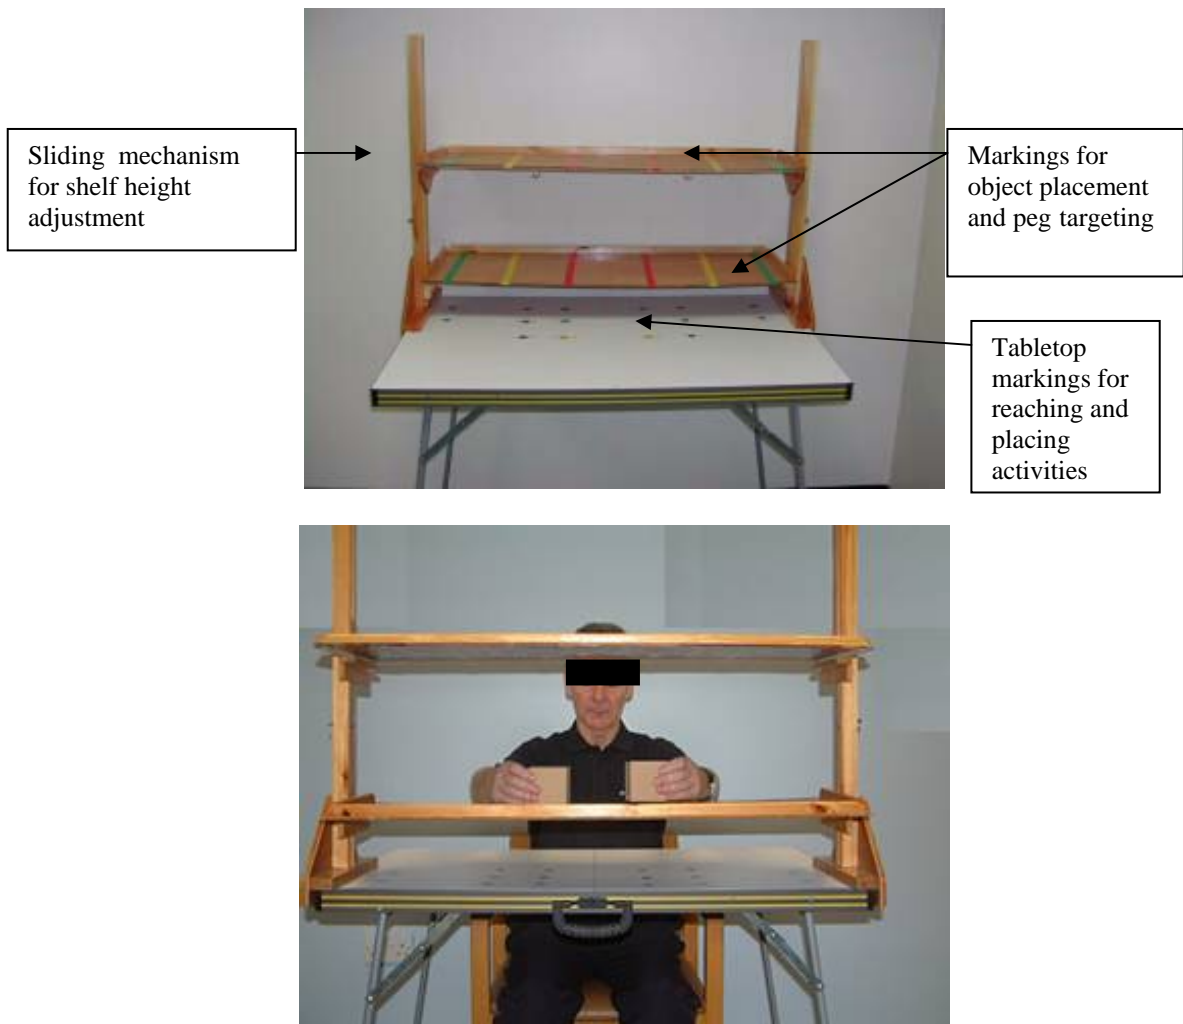 Sliding mechanism
for shelf height
adjustment
Markings for
object placement
and peg targeting
Tabletop
markings for
reaching and
placing
activities